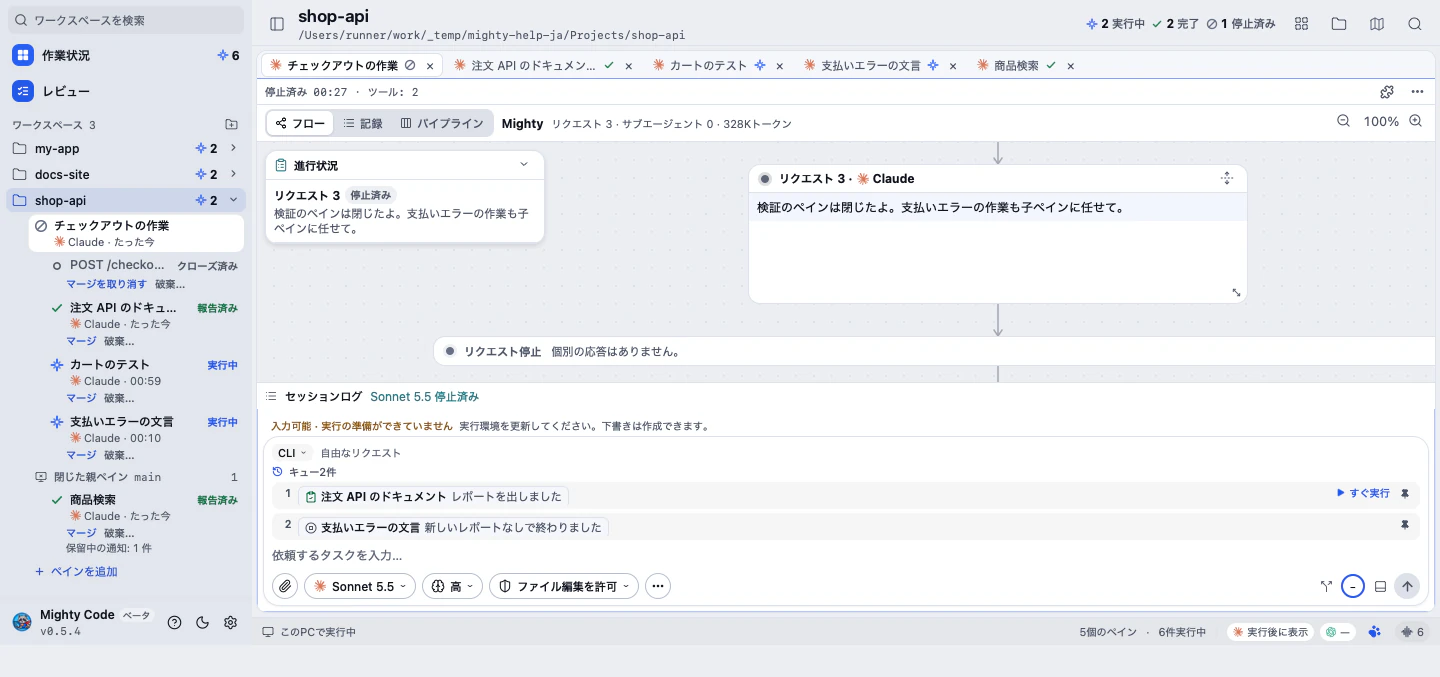 ワークスペースを検索
作業状況 6
レビュー
ワークスペース 3
my-app 2
docs-site 2
shop-api 2
チェックアウトの作業
Claude · たった今
POST /checko... クローズ済み
マージを取り消す 破棄...
注文 API のドキュ... 報告済み
Claude · たった今
マージ 破棄...
カートのテスト 実行中
Claude · 00:59
マージ 破棄...
支払いエラーの文言 実行中
Claude · 00:10
マージ 破棄...
閉じた親ペイン main 1
商品検索 報告済み
Claude · たった今
マージ 破棄...
保留中の通知: 1 件
+ ペインを追加
Mighty Code ベータ
v0.5.4
shop-api
/Users/runner/work/_temp/mighty-help-ja/Projects/shop-api
2 実行中 2 完了 1 停止済み
チェックアウトの作業 × 注文 API のドキュメン... × カートのテスト × 支払いエラーの文言 × 商品検索 ×
停止済み 00:27 · ツール: 2
フロー 記録 パイプライン Mighty リクエスト 3 · サブエージェント 0 · 328Kトークン
100%
進行状況
リクエスト 3 停止済み
検証のペインは閉じたよ。支払いエラーの作業も子
ペインに任せて。
リクエスト 3 · Claude
検証のペインは閉じたよ。支払いエラーの作業も子ペインに任せて。
リクエスト停止 個別の応答はありません。
セッションログ Sonnet 5.5 停止済み
入力可能 · 実行の準備ができていません 実行環境を更新してください。下書きは作成できます。
CLI 自由なリクエスト
キュー2件
1 注文 API のドキュメント レポートを出しました すぐ実行
2 支払いエラーの文言 新しいレポートなしで終わりました
依頼するタスクを入力...
Sonnet 5.5 高 ファイル編集を許可
このPCで実行中
5個のペイン · 6件実行中 実行後に表示 — 6